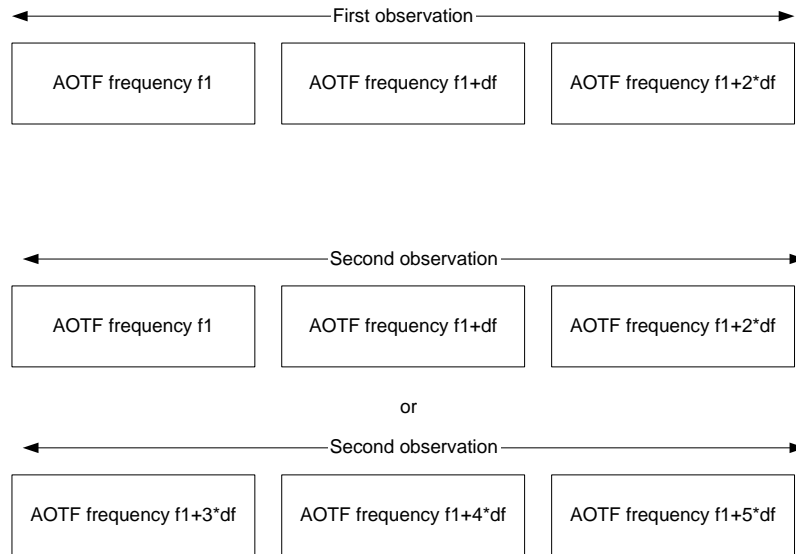 First observation
AOTF frequency f1
AOTF frequency f1+df
AOTF frequency f1+2*df
Second observation
AOTF frequency f1
AOTF frequency f1+df
AOTF frequency f1+2*df
or
Second observation
AOTF frequency f1+3*df
AOTF frequency f1+4*df
AOTF frequency f1+5*df